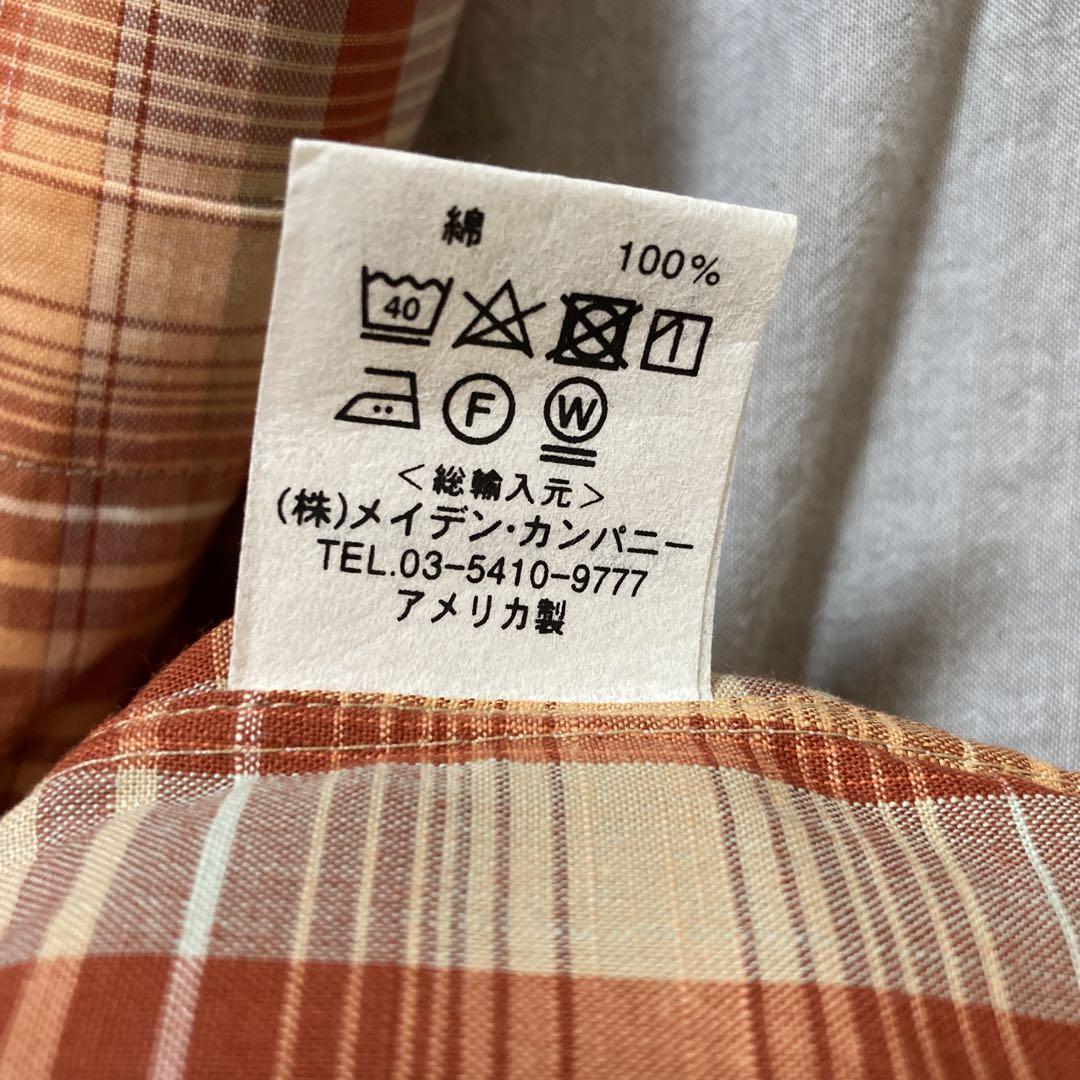 綿 100%
40
F W
<総輸入元>
(株)メイデン・カンパニー
TEL.03-5410-9777
アメリカ製